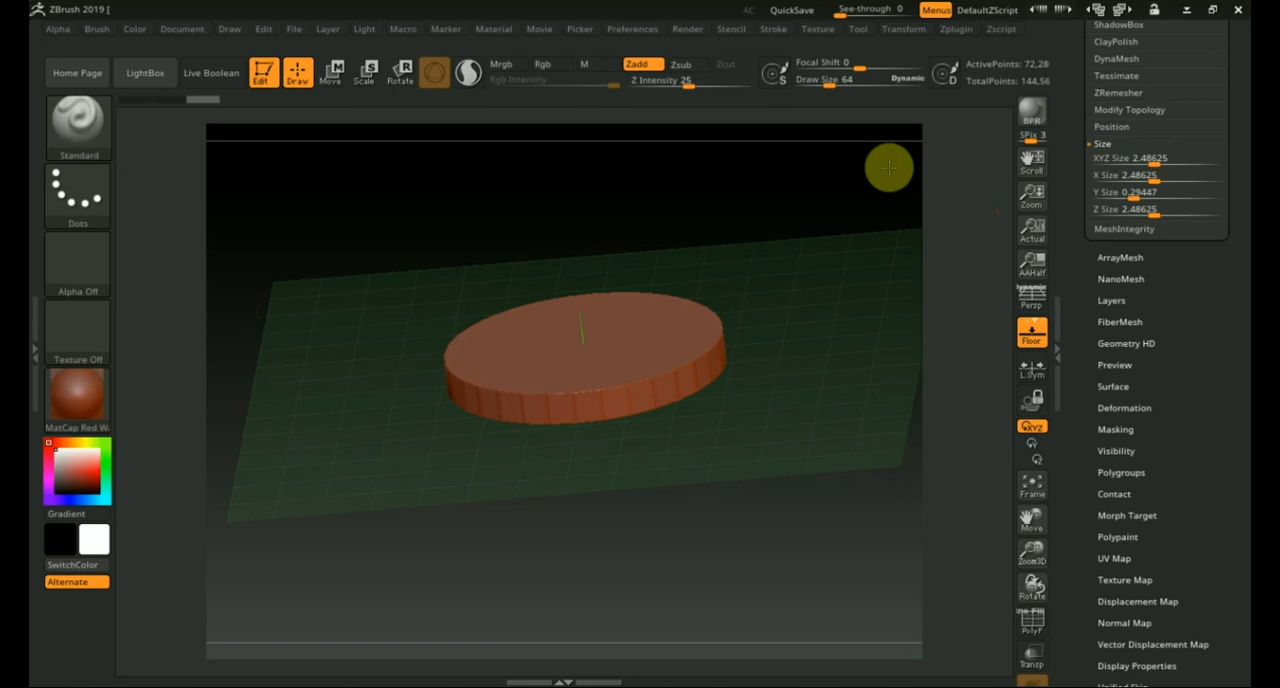 ZBrush 2019 [
AC QuickSave See-through 0 Menus DefaultZScript
Alpha Brush Color Document Draw Edit File Layer Light Macro Marker Material Movie Picker Preferences Render Stencil Stroke Texture Tool Transform Zplugin Zscript
Home Page LightBox Live Boolean Edit Draw Move Scale Rotate
Mrgb Rgb M Zadd Zsub Zcut Focal Shift 0 ActivePoints: 72,28
Rgb Intensity Z Intensity 25 Draw Size 64 Dynamic TotalPoints: 144,56
Standard
Dots
Alpha Off
Texture Off
MatCap Red Wa
Gradient
SwitchColor
Alternate
BPR
SPix 3
Scroll
Zoom
Actual
AAHalf
Dynamic
Persp
Floor
L.Sym
XYZ
Frame
Move
Zoom3D
Rotate
PolyF
Transp
ShadowBox
ClayPolish
DynaMesh
Tessimate
ZRemesher
Modify Topology
Position
Size
XYZ Size 2.48625
X Size 2.48625
Y Size 0.29447
Z Size 2.48625
MeshIntegrity
ArrayMesh
NanoMesh
Layers
FiberMesh
Geometry HD
Preview
Surface
Deformation
Masking
Visibility
Polygroups
Contact
Morph Target
Polypaint
UV Map
Texture Map
Displacement Map
Normal Map
Vector Displacement Map
Display Properties